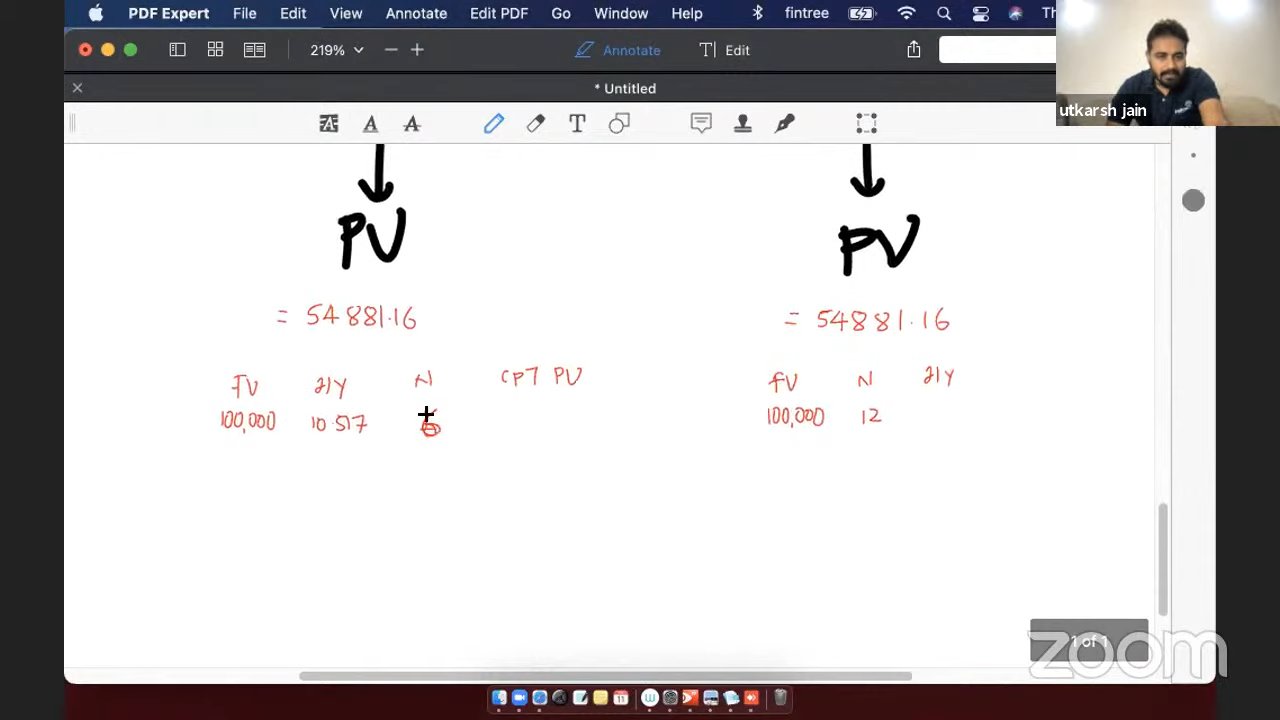 PDF Expert File Edit View Annotate Edit PDF Go Window Help fintree Th
219% Annotate Edit
utkarsh jain
* Untitled
PV PV
= 54881.16 = 54881.16
FV I/Y N CPT PV FV N I/Y
100,000 10.517 6 100,000 12
1 of 1
zoom